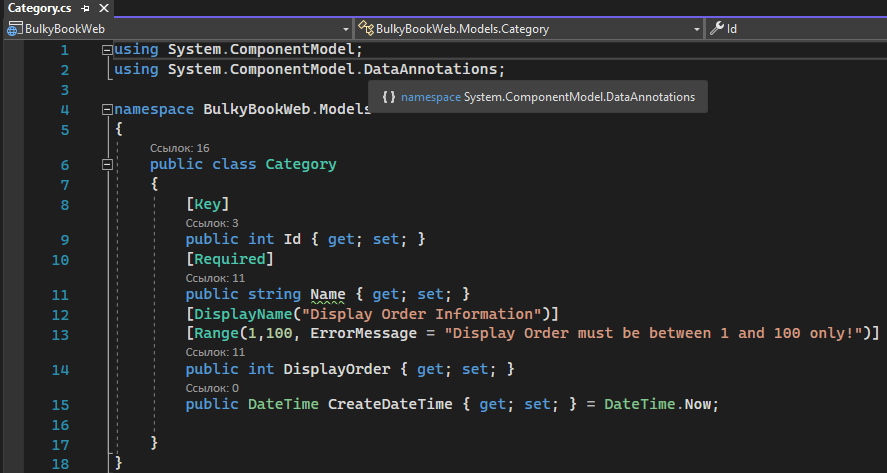 Category.cs
BulkyBookWeb
BulkyBookWeb.Models.Category
Id
1 using System.ComponentModel;
2 using System.ComponentModel.DataAnnotations;
3
{ } namespace System.ComponentModel.DataAnnotations
4 namespace BulkyBookWeb.Models
5 {
Ссылок: 16
6 public class Category
7 {
8 [Key]
Ссылок: 3
9 public int Id { get; set; }
10 [Required]
Ссылок: 11
11 public string Name { get; set; }
12 [DisplayName("Display Order Information")]
13 [Range(1,100, ErrorMessage = "Display Order must be between 1 and 100 only!")]
Ссылок: 11
14 public int DisplayOrder { get; set; }
Ссылок: 0
15 public DateTime CreateDateTime { get; set; } = DateTime.Now;
16
17 }
18 }